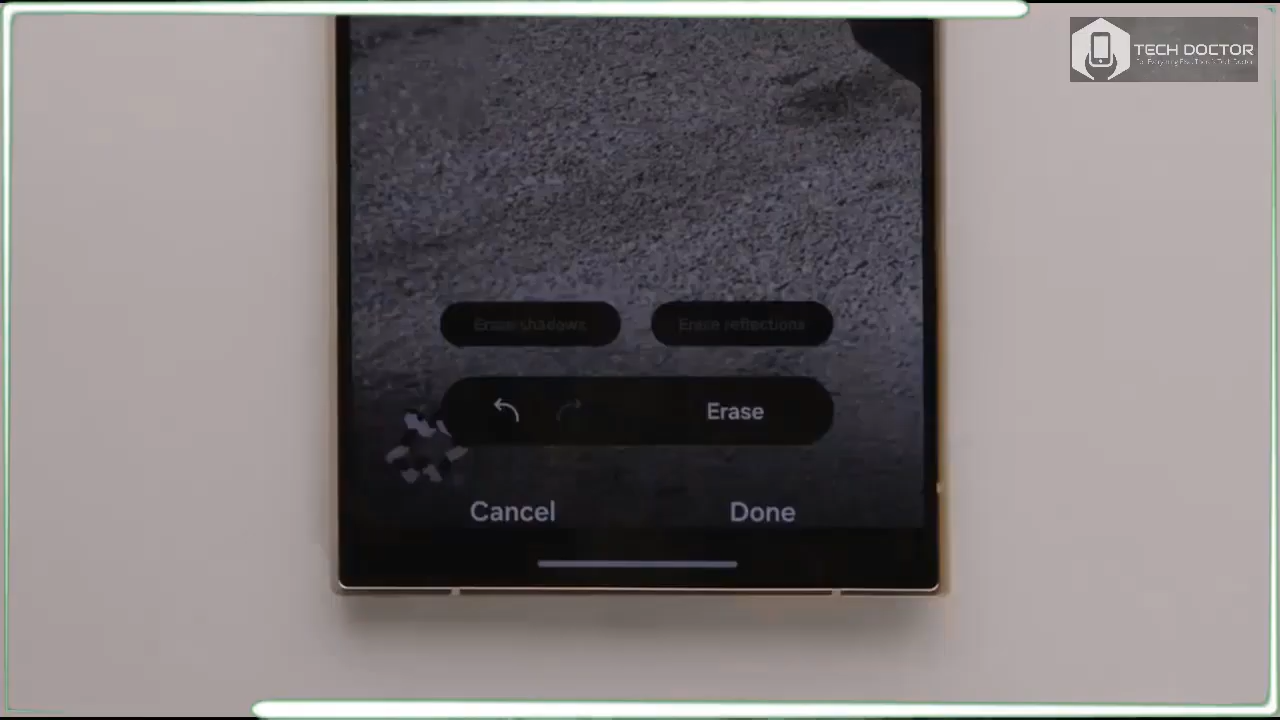 TECH DOCTOR
Erase shadows
Erase reflections
Erase
Cancel
Done